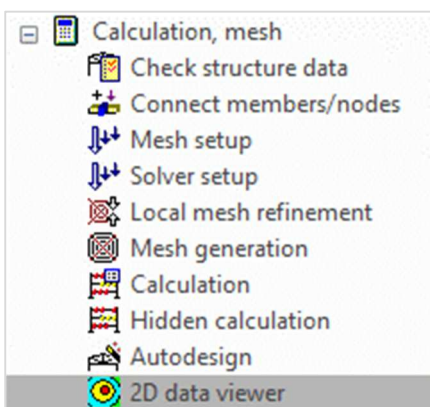 Calculation, mesh
Check structure data
Connect members/nodes
Mesh setup
Solver setup
Local mesh refinement
Mesh generation
Calculation
Hidden calculation
Autodesign
2D data viewer